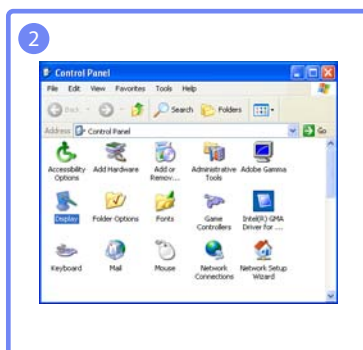 2
Control Panel
File Edit View Favorites Tools Help
Back Search Folders
Address Control Panel Go
Accessibility Options Add Hardware Add or Remov... Administrative Tools Adobe Gamma
Display Folder Options Fonts Game Controllers Intel(R) GMA Driver for ...
Keyboard Mail Mouse Network Connections Network Setup Wizard